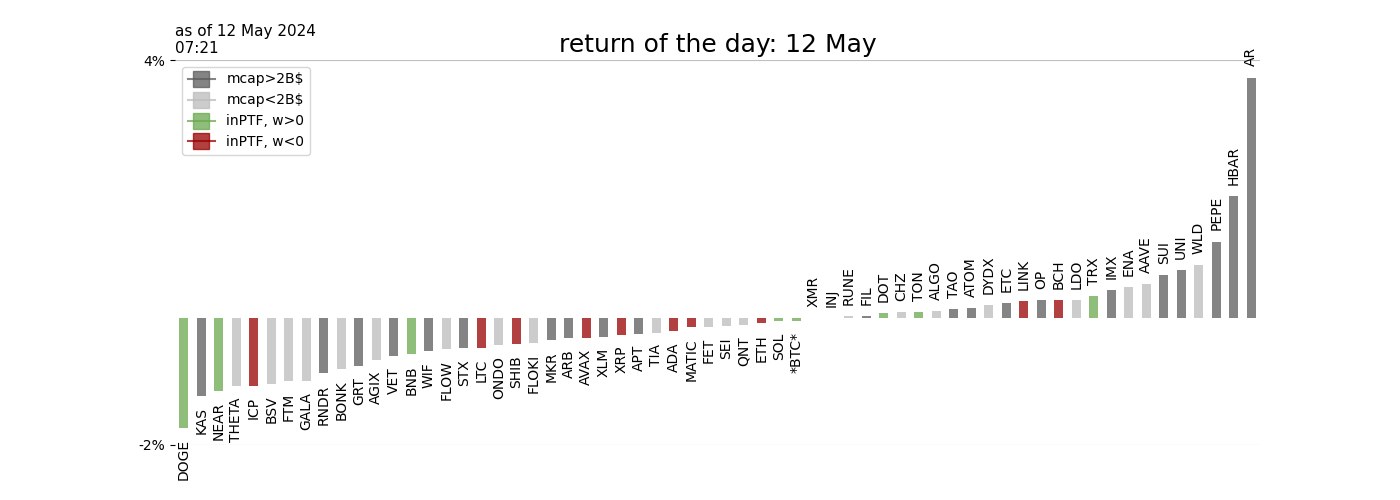 as of 12 May 2024
07:21
return of the day: 12 May
4%
mcap>2B$
mcap<2B$
inPTF, w>0
inPTF, w<0
-2%
DOGE
KAS
NEAR
THETA
ICP
BSV
FTM
GALA
RNDR
BONK
GRT
AGIX
VET
BNB
WIF
FLOW
STX
LTC
ONDO
SHIB
FLOKI
MKR
ARB
AVAX
XLM
XRP
APT
TIA
ADA
MATIC
FET
SEI
QNT
ETH
SOL
*BTC*
XMR
INJ
RUNE
FIL
DOT
CHZ
TON
ALGO
TAO
ATOM
DYDX
ETC
LINK
OP
BCH
LDO
TRX
IMX
ENA
AAVE
SUI
UNI
WLD
PEPE
HBAR
AR